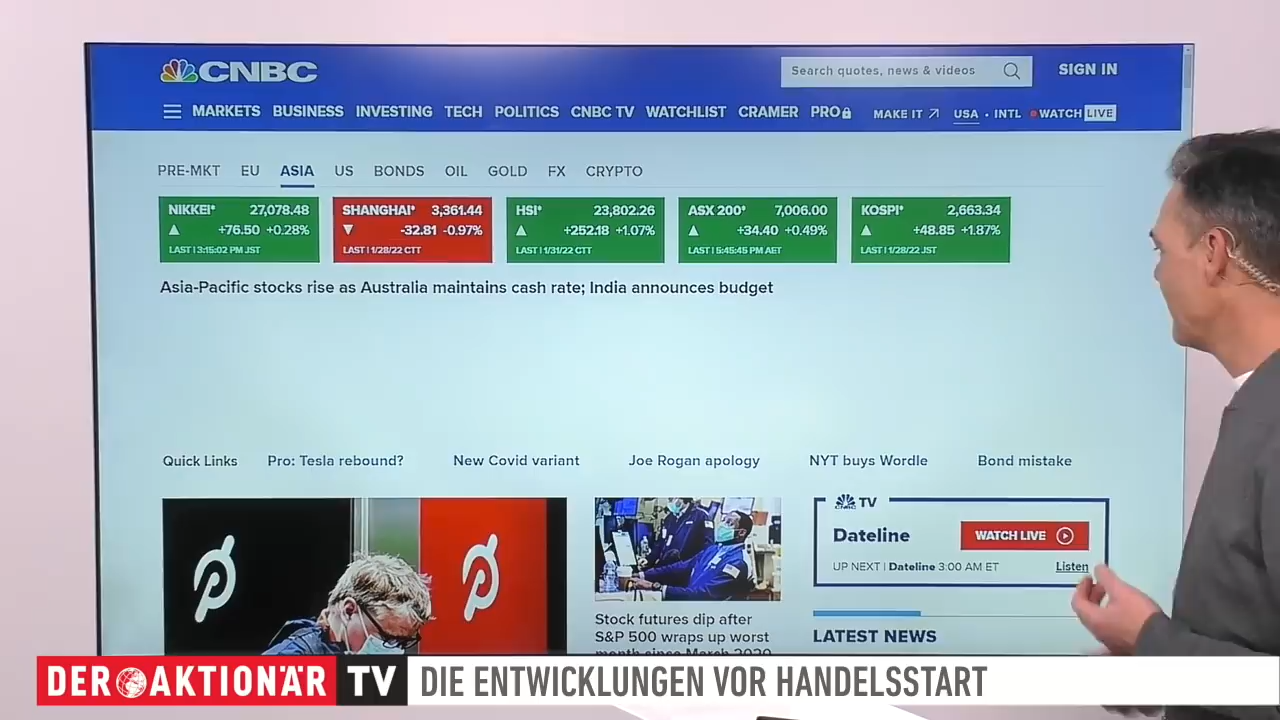 CNBC
Search quotes, news & videos
SIGN IN
MARKETS BUSINESS INVESTING TECH POLITICS CNBC TV WATCHLIST CRAMER PRO MAKE IT USA • INTL WATCH LIVE
PRE-MKT EU ASIA US BONDS OIL GOLD FX CRYPTO
NIKKEI* 27,078.48
+76.50 +0.28%
LAST | 3:15:02 PM JST
SHANGHAI* 3,361.44
-32.81 -0.97%
LAST | 1/28/22 CTT
HSI* 23,802.26
+252.18 +1.07%
LAST | 1/31/22 CTT
ASX 200* 7,006.00
+34.40 +0.49%
LAST | 5:45:45 PM AET
KOSPI* 2,663.34
+48.85 +1.87%
LAST | 1/28/22 JST
Asia-Pacific stocks rise as Australia maintains cash rate; India announces budget
Quick Links Pro: Tesla rebound? New Covid variant Joe Rogan apology NYT buys Wordle Bond mistake
CNBC TV
Dateline
WATCH LIVE
UP NEXT | Dateline 3:00 AM ET
Listen
Stock futures dip after
S&P 500 wraps up worst
month since March 2020
LATEST NEWS
DER AKTIONÄR TV
DIE ENTWICKLUNGEN VOR HANDELSSTART